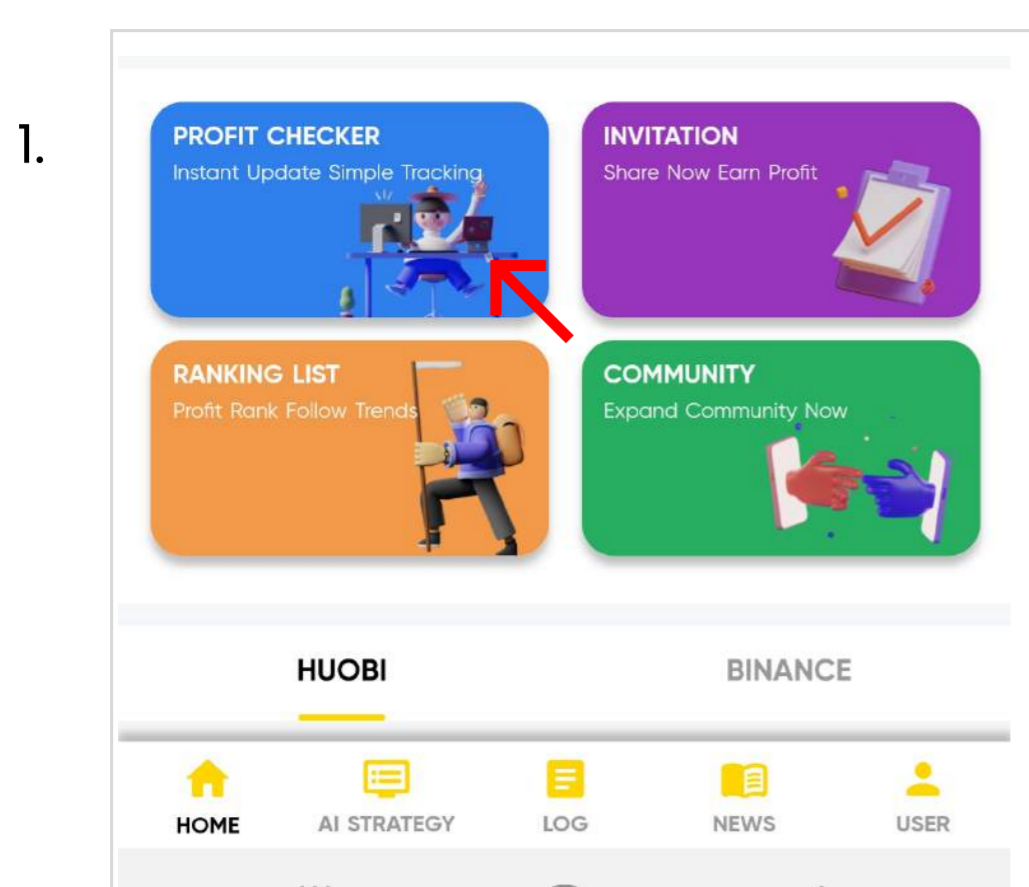 1.
PROFIT CHECKER
Instant Update Simple Tracking
INVITATION
Share Now Earn Profit
RANKING LIST
Profit Rank Follow Trends
COMMUNITY
Expand Community Now
HUOBI
BINANCE
HOME
AI STRATEGY
LOG
NEWS
USER